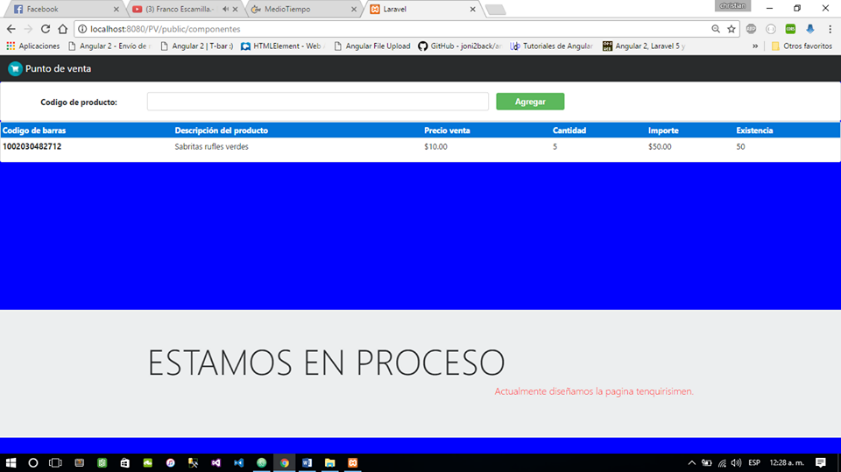 Facebook
(3) Franco Escamilla -
MedioTiempo
Laravel
christian
localhost:8080/PV/public/componentes
Aplicaciones
Angular 2 - Envío de
Angular 2 | T-bar :)
HTMLElement - Web
Angular File Upload
GitHub - joni2back/an
Tutoriales de Angular
Angular 2, Laravel 5 y
»
Otros favoritos
Punto de venta
Codigo de producto:
Agregar
Codigo de barras Descripción del producto Precio venta Cantidad Importe Existencia
1002030482712 Sabritas rufles verdes $10.00 5 $50.00 50
ESTAMOS EN PROCESO
Actualmente diseñamos la pagina tenquirisimen.
ESP 12:28 a. m.